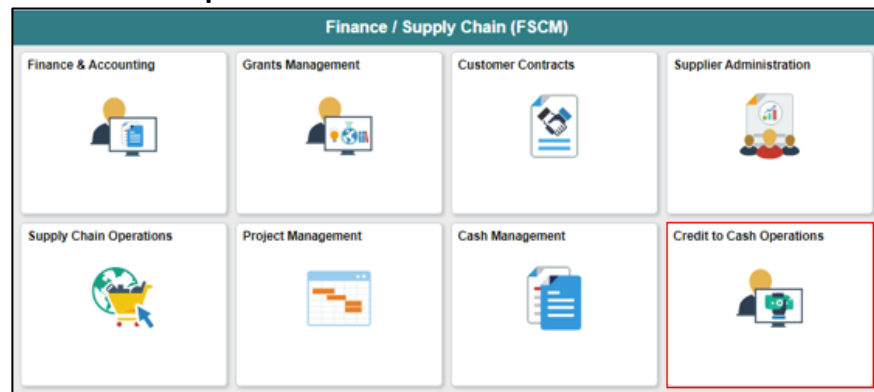 Finance / Supply Chain (FSCM)
Finance & Accounting
Grants Management
Customer Contracts
Supplier Administration
Supply Chain Operations
Project Management
Cash Management
Credit to Cash Operations